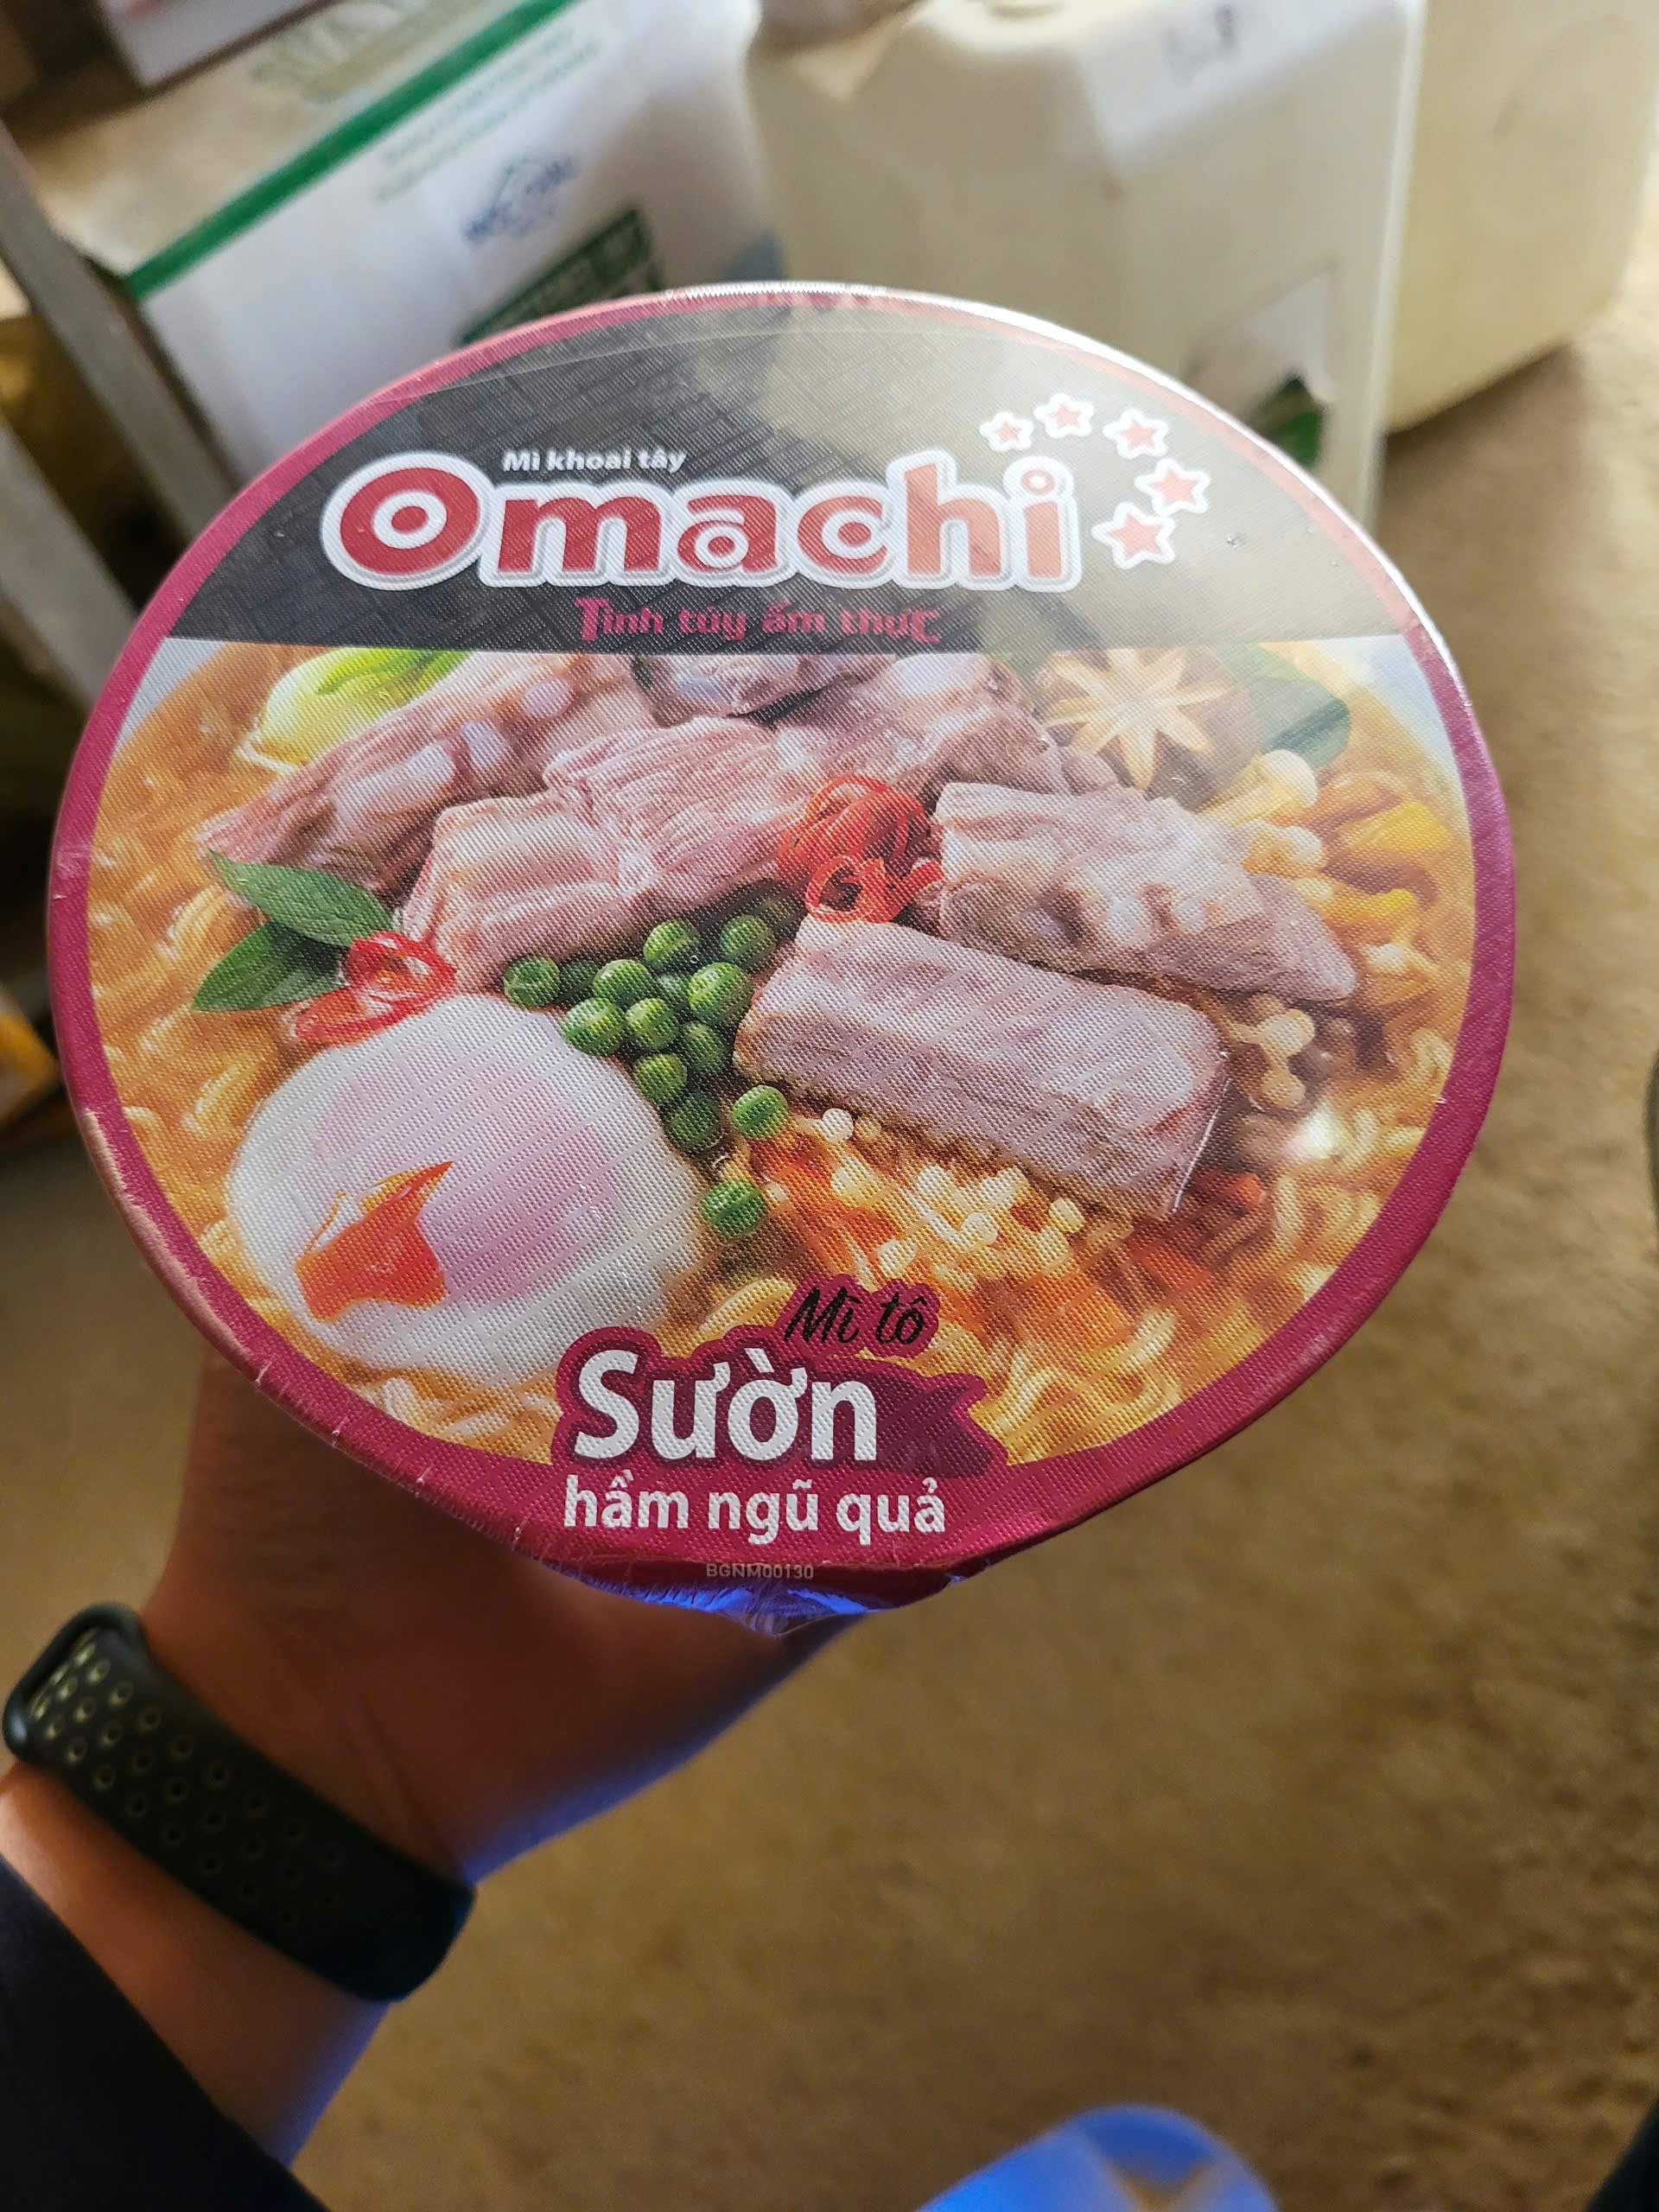 Mì khoai tây
Omachi
Tinh túy ẩm thực
Mì tô
Sườn
hầm ngũ quả
BGNM00130